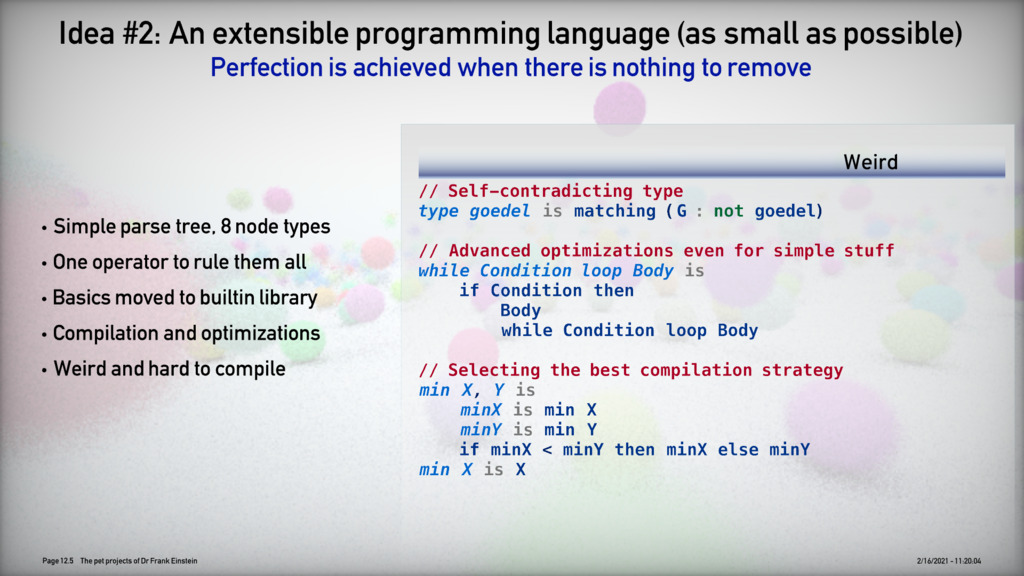 Idea #2: An extensible programming language (as small as possible)
Perfection is achieved when there is nothing to remove
• Simple parse tree, 8 node types
• One operator to rule them all
• Basics moved to builtin library
• Compilation and optimizations
• Weird and hard to compile
Weird
// Self-contradicting type
type goedel is matching (G : not goedel)
// Advanced optimizations even for simple stuff
while Condition loop Body is
    if Condition then
        Body
        while Condition loop Body
// Selecting the best compilation strategy
min X, Y is
    minX is min X
    minY is min Y
    if minX < minY then minX else minY
min X is X
Page 12.5 The pet projects of Dr Frank Einstein
2/16/2021 - 11:20:04